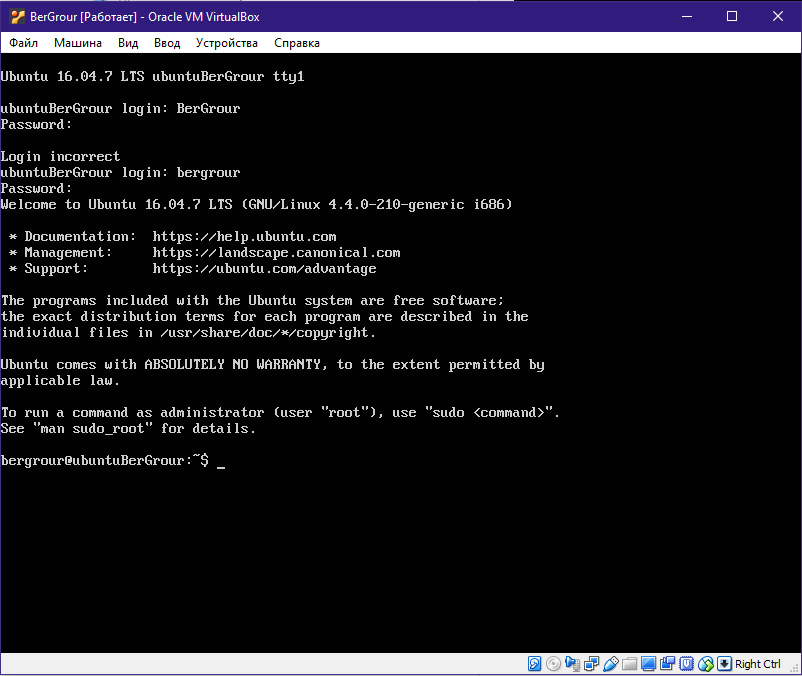 BerGrour [Работает] - Oracle VM VirtualBox
Файл Машина Вид Ввод Устройства Справка
Ubuntu 16.04.7 LTS ubuntuBerGrour tty1
ubuntuBerGrour login: BerGrour
Password:
Login incorrect
ubuntuBerGrour login: bergrour
Password:
Welcome to Ubuntu 16.04.7 LTS (GNU/Linux 4.4.0-210-generic i686)
* Documentation: https://help.ubuntu.com
* Management: https://landscape.canonical.com
* Support: https://ubuntu.com/advantage
The programs included with the Ubuntu system are free software;
the exact distribution terms for each program are described in the
individual files in /usr/share/doc/*/copyright.
Ubuntu comes with ABSOLUTELY NO WARRANTY, to the extent permitted by
applicable law.
To run a command as administrator (user "root"), use "sudo <command>".
See "man sudo_root" for details.
bergrour@ubuntuBerGrour:~$ _
Right Ctrl